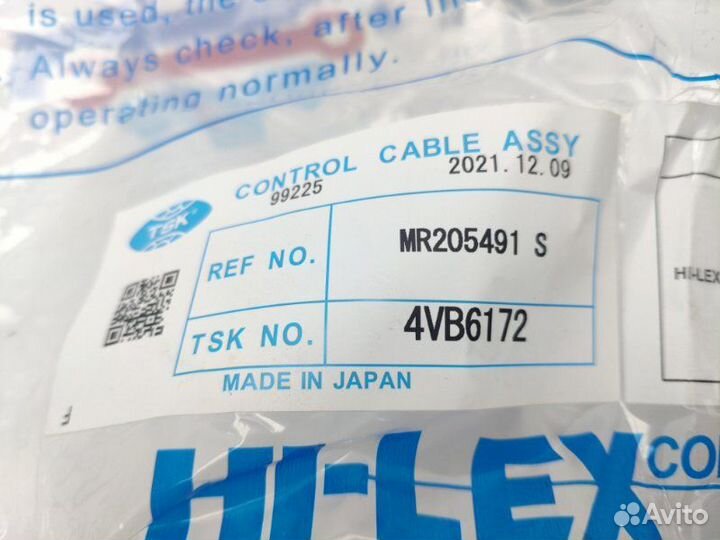 is used, the
Always check, after
operating normally.
TSK
CONTROL CABLE ASSY
99225
2021.12.09
REF NO.
MR205491 S
TSK NO.
4VB6172
MADE IN JAPAN
F
HI-LEX
HI-LEX
Avito